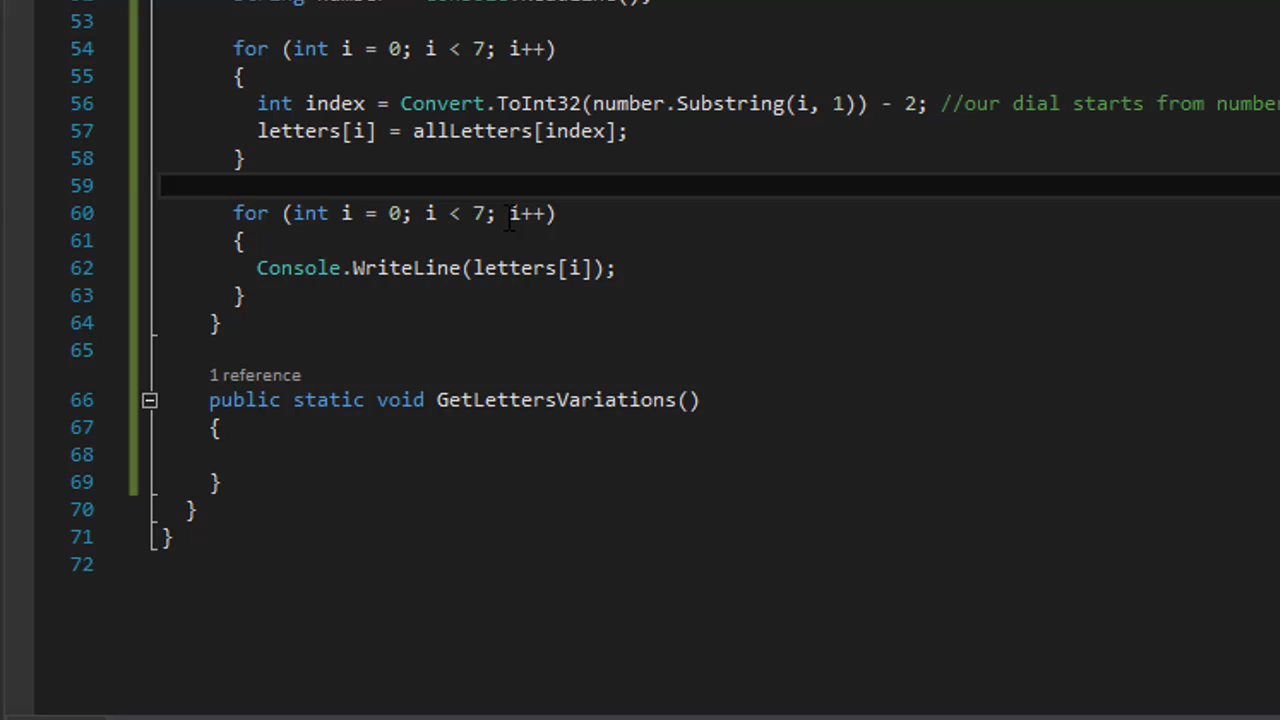 53
54 for (int i = 0; i < 7; i++)
55 {
56 int index = Convert.ToInt32(number.Substring(i, 1)) - 2; //our dial starts from
57 letters[i] = allLetters[index];
58 }
59
60 for (int i = 0; i < 7; i++)
61 {
62 Console.WriteLine(letters[i]);
63 }
64 }
65
1 reference
66 public static void GetLettersVariations()
67 {
68
69 }
70 }
71 }
72